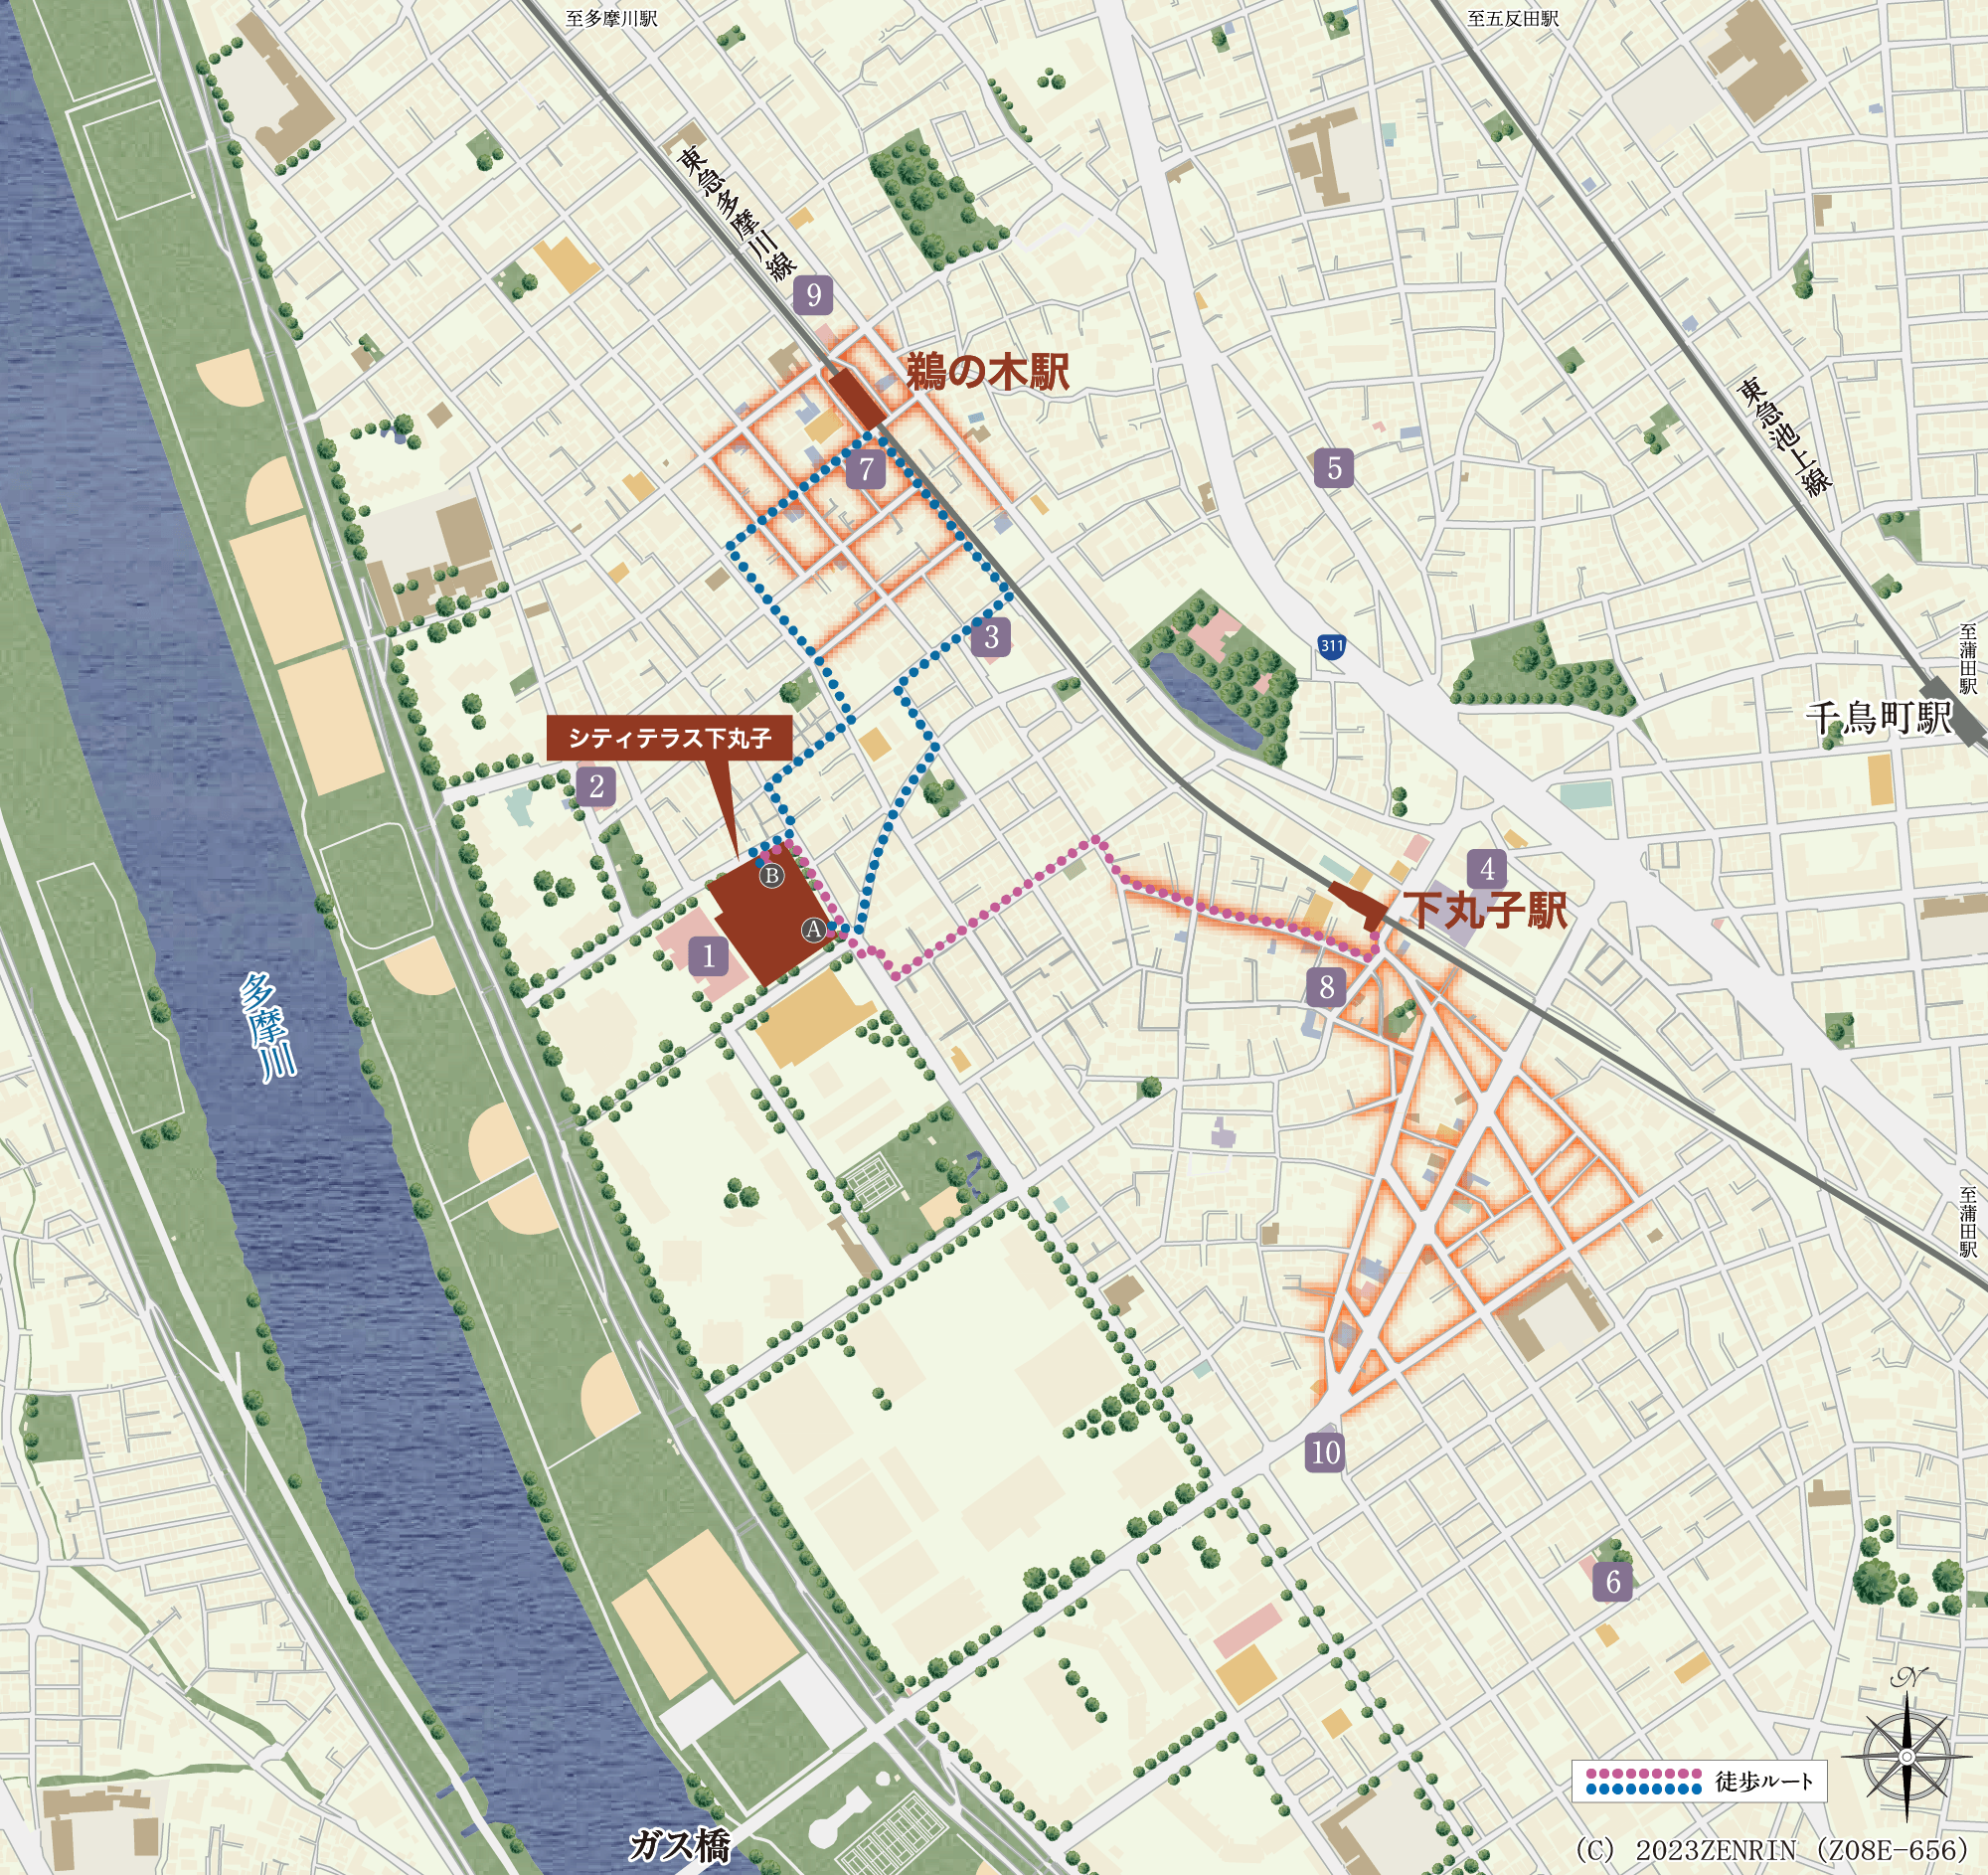 至多摩川駅
至五反田駅
東急多摩川線
9
鵜の木駅
東急池上線
7
5
3
311
至蒲田駅
千鳥町駅
シティテラス下丸子
2
B
4
A
下丸子駅
1
8
多摩川
至蒲田駅
10
6
N
徒歩ルート
ガス橋
(C) 2023ZENRIN (Z08E-656)